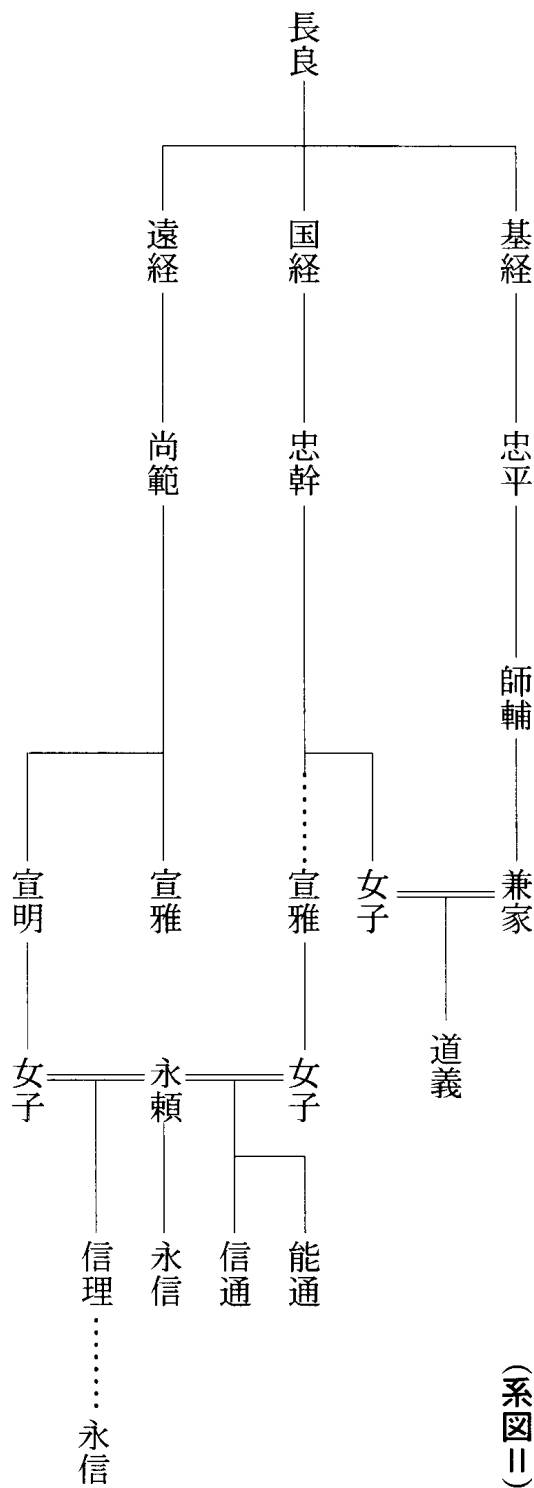 (系図Ⅱ)
長良
基経
忠平
師輔
兼家
道義
女子
国経
忠幹
宣雅
女子
能通
信通
遠経
尚範
宣雅
永頼
永信
宣明
女子
信理
永信